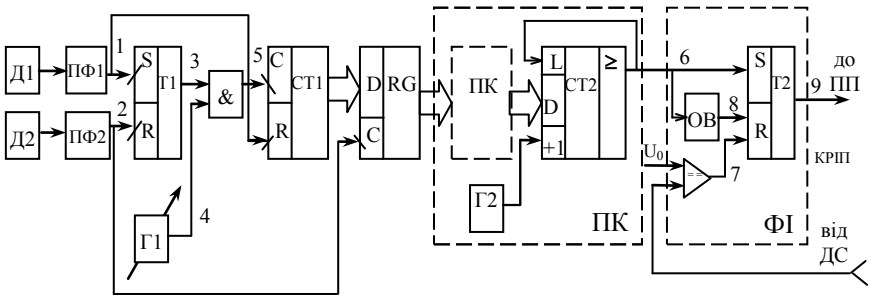 Д1
ПФ1
1
S
T1
R
3
&
5
C
CT1
R
D
RG
C
ПК
L
CT2
≥
D
+1
6
S
T2
R
9
до
ПП
Д2
ПФ2
2
ОВ
8
U₀
==
7
КРІП
4
Г1
Г2
ПК
ФІ
від
ДС